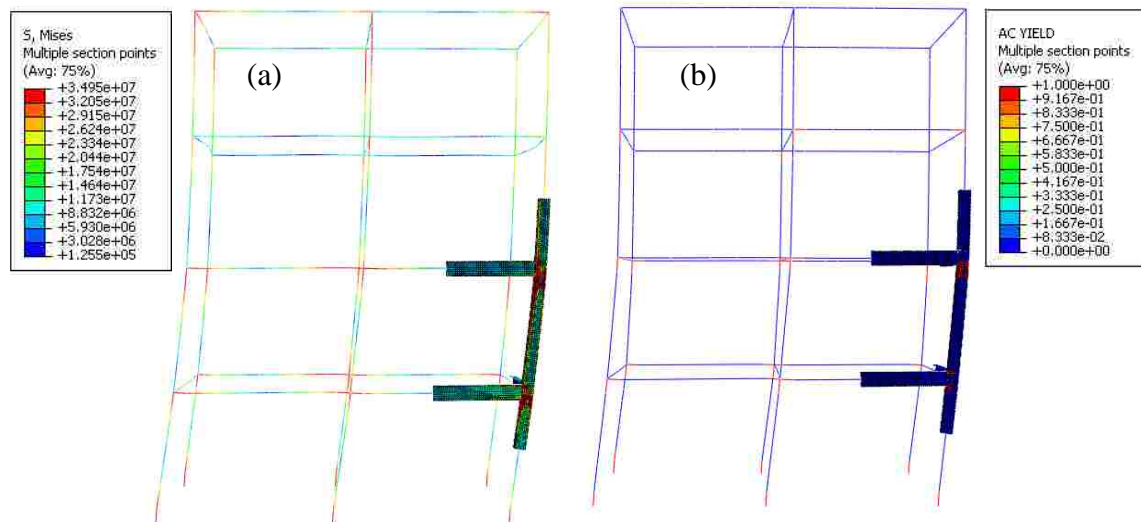 S, Mises
Multiple section points
(Avg: 75%)
+3.495e+07
+3.205e+07
+2.915e+07
+2.624e+07
+2.334e+07
+2.044e+07
+1.754e+07
+1.464e+07
+1.173e+07
+8.832e+06
+5.930e+06
+3.028e+06
+1.255e+05
(a)
(b)
AC YIELD
Multiple section points
(Avg: 75%)
+1.000e+00
+9.167e-01
+8.333e-01
+7.500e-01
+6.667e-01
+5.833e-01
+5.000e-01
+4.167e-01
+3.333e-01
+2.500e-01
+1.667e-01
+8.333e-02
+0.000e+00